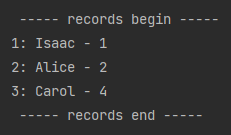 ----- records begin -----
1: Isaac - 1
2: Alice - 2
3: Carol - 4
----- records end -----